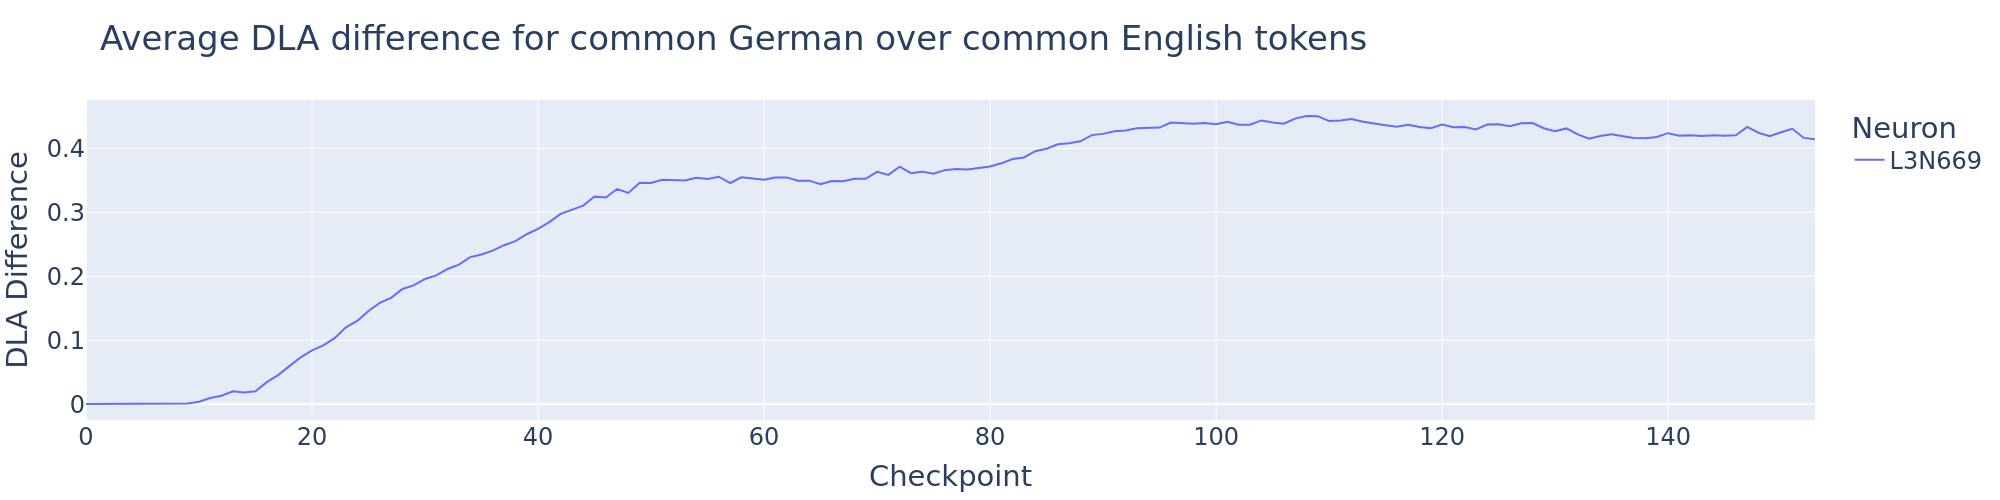 Average DLA difference for common German over common English tokens
DLA Difference
0.4
0.3
0.2
0.1
0
0 20 40 60 80 100 120 140
Checkpoint
Neuron
L3N669